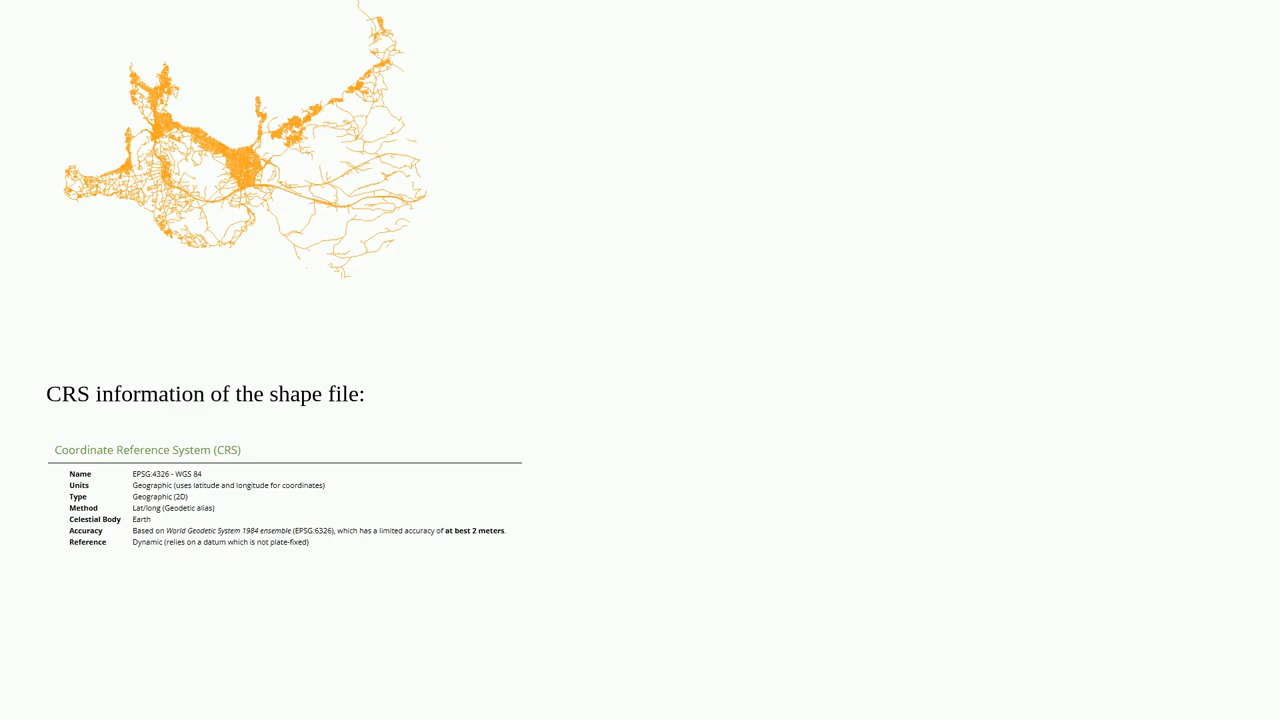 CRS information of the shape file:
Coordinate Reference System (CRS)
Name EPSG:4326 - WGS 84
Units Geographic (uses latitude and longitude for coordinates)
Type Geographic (2D)
Method Lat/long (Geodetic alias)
Celestial Body Earth
Accuracy Based on World Geodetic System 1984 ensemble (EPSG:6326), which has a limited accuracy of at best 2 meters.
Reference Dynamic (relies on a datum which is not plate-fixed)